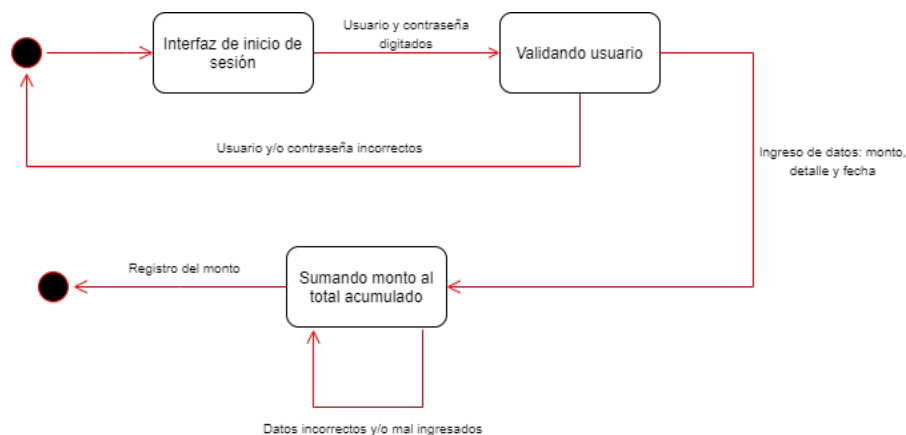 Interfaz de inicio de
sesión
Usuario y contraseña
digitados
Validando usuario
Usuario y/o contraseña incorrectos
Ingreso de datos: monto,
detalle y fecha
Registro del monto
Sumando monto al
total acumulado
Datos incorrectos y/o mal ingresados